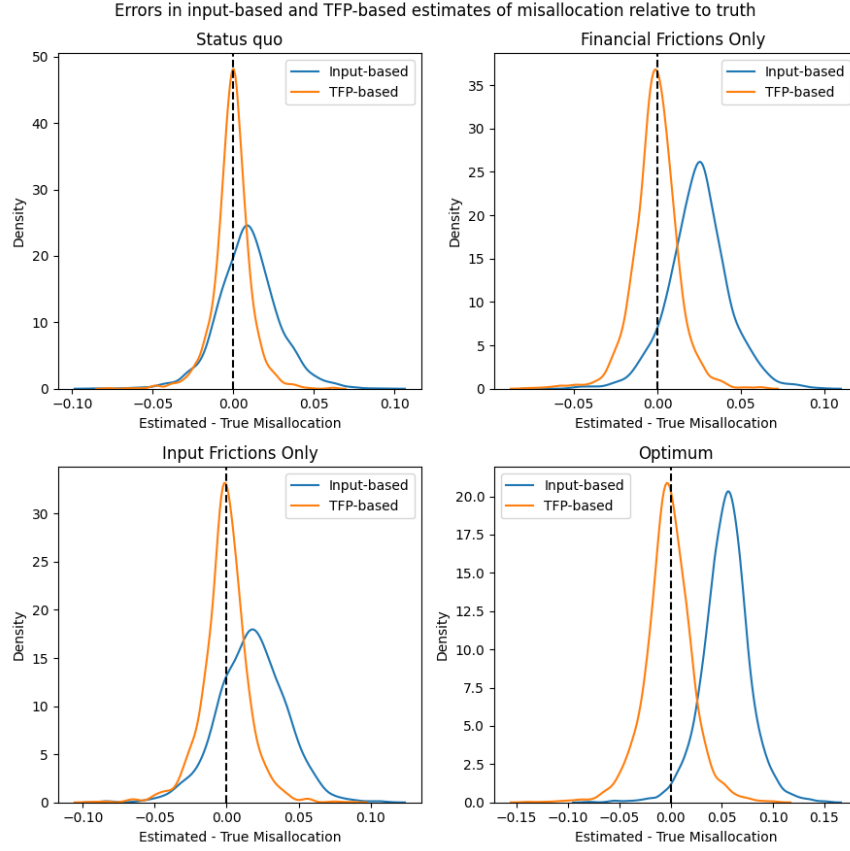 Errors in input-based and TFP-based estimates of misallocation relative to truth
Status quo
Input-based
TFP-based
Density
50
40
30
20
10
0
−0.10
−0.05
0.00
0.05
0.10
Estimated - True Misallocation
Financial Frictions Only
Input-based
TFP-based
Density
35
30
25
20
15
10
5
0
−0.05
0.00
0.05
0.10
Estimated - True Misallocation
Input Frictions Only
Input-based
TFP-based
Density
30
25
20
15
10
5
0
−0.10
−0.05
0.00
0.05
0.10
Estimated - True Misallocation
Optimum
Input-based
TFP-based
Density
20.0
17.5
15.0
12.5
10.0
7.5
5.0
2.5
0.0
−0.15
−0.10
−0.05
0.00
0.05
0.10
0.15
Estimated - True Misallocation